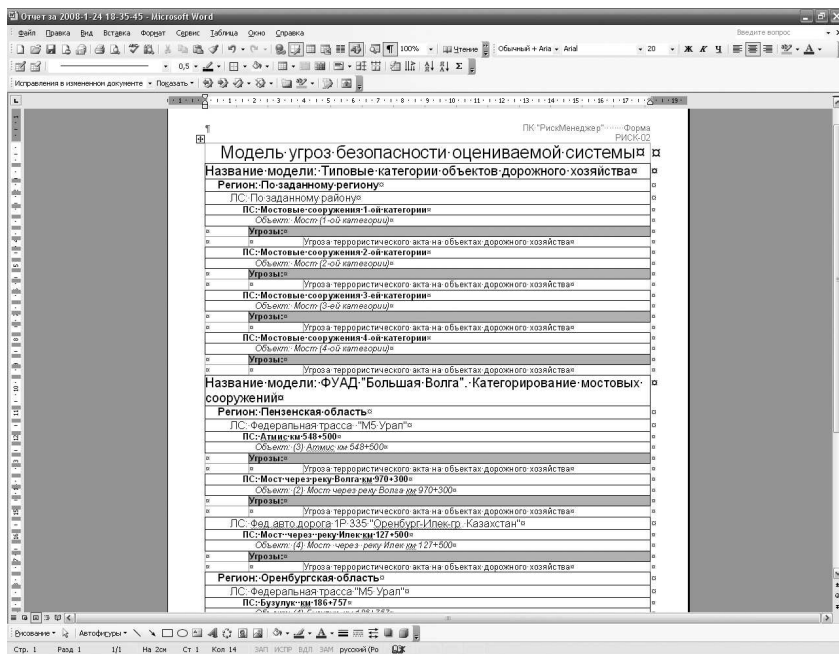 Отчет за 2008-1-24 18-35-45 - Microsoft Word
Файл Правка Вид Вставка Формат Сервис Таблица Окно Справка
Введите вопрос
100% Чтение Обычный + Aria Arial 20 Ж К Ч
0,5
Исправления в измененном документе Показать
ПК "РискМенеджер" Форма
РИСК-02
Модель угроз безопасности оцениваемой системы
Название модели: Типовые категории объектов дорожного хозяйства
Регион: По заданному региону
ЛС: По заданному району
ПС: Мостовые сооружения 1-ой категории
Объект: Мост (1-ой категории)
Угрозы:
Угроза террористического акта на объектах дорожного хозяйства
ПС: Мостовые сооружения 2-ой категории
Объект: Мост (2-ой категории)
Угрозы:
Угроза террористического акта на объектах дорожного хозяйства
ПС: Мостовые сооружения 3-ей категории
Объект: Мост (3-ей категории)
Угрозы:
Угроза террористического акта на объектах дорожного хозяйства
ПС: Мостовые сооружения 4-ой категории
Объект: Мост (4-ой категории)
Угрозы:
Угроза террористического акта на объектах дорожного хозяйства
Название модели: ФУАД "Большая Волга". Категорирование мостовых
сооружений
Регион: Пензенская область
ЛС: Федеральная трасса "М5 Урал"
ПС: Атмис км 548+500
Объект: (3) Атмис км 548+500
Угрозы:
Угроза террористического акта на объектах дорожного хозяйства
ПС: Мост через реку Волга км 970+300
Объект: (2) Мост через реку Волга км 970+300
Угрозы:
Угроза террористического акта на объектах дорожного хозяйства
ЛС: Фед.авто.дорога 1Р-335 "Оренбург-Илек-гр. Казахстан"
ПС: Мост через реку Илек км 127+500
Объект: (4) Мост через реку Илек км 127+500
Угрозы:
Угроза террористического акта на объектах дорожного хозяйства
Регион: Оренбургская область
ЛС: Федеральная трасса "М5 Урал"
ПС: Бузулук км 186+757
Рисование Автофигуры
Стр. 1 Разд 1 1/1 На 2см Ст 1 Кол 14 ЗАП ИСПР ВДЛ ЗАМ русский (Ро